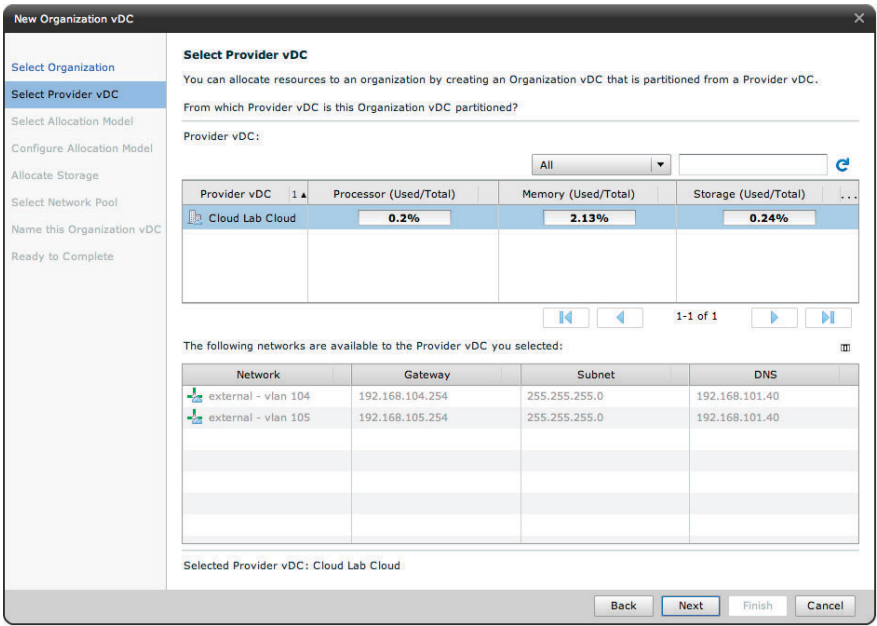 New Organization vDC
Select Organization
Select Provider vDC
Select Allocation Model
Configure Allocation Model
Allocate Storage
Select Network Pool
Name this Organization vDC
Ready to Complete
Select Provider vDC
You can allocate resources to an organization by creating an Organization vDC that is partitioned from a Provider vDC.
From which Provider vDC is this Organization vDC partitioned?
Provider vDC:
All
Provider vDC 1 ▲ Processor (Used/Total) Memory (Used/Total) Storage (Used/Total) ...
Cloud Lab Cloud 0.2% 2.13% 0.24%
1-1 of 1
The following networks are available to the Provider vDC you selected:
Network Gateway Subnet DNS
external - vlan 104 192.168.104.254 255.255.255.0 192.168.101.40
external - vlan 105 192.168.105.254 255.255.255.0 192.168.101.40
Selected Provider vDC: Cloud Lab Cloud
Back Next Finish Cancel